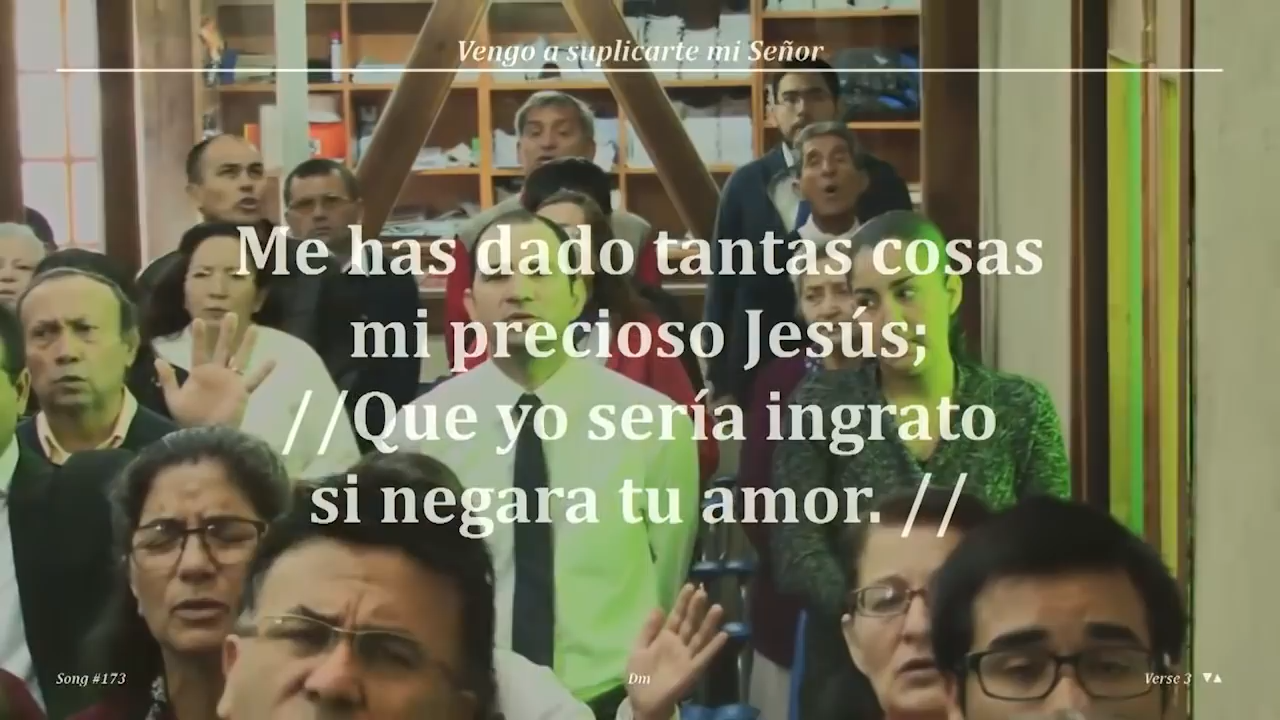 Vengo a suplicarte mi Señor
Me has dado tantas cosas
mi precioso Jesús;
//Que yo sería ingrato
si negara tu amor. //
Song #173
Dm
Verse 3 ▼▲